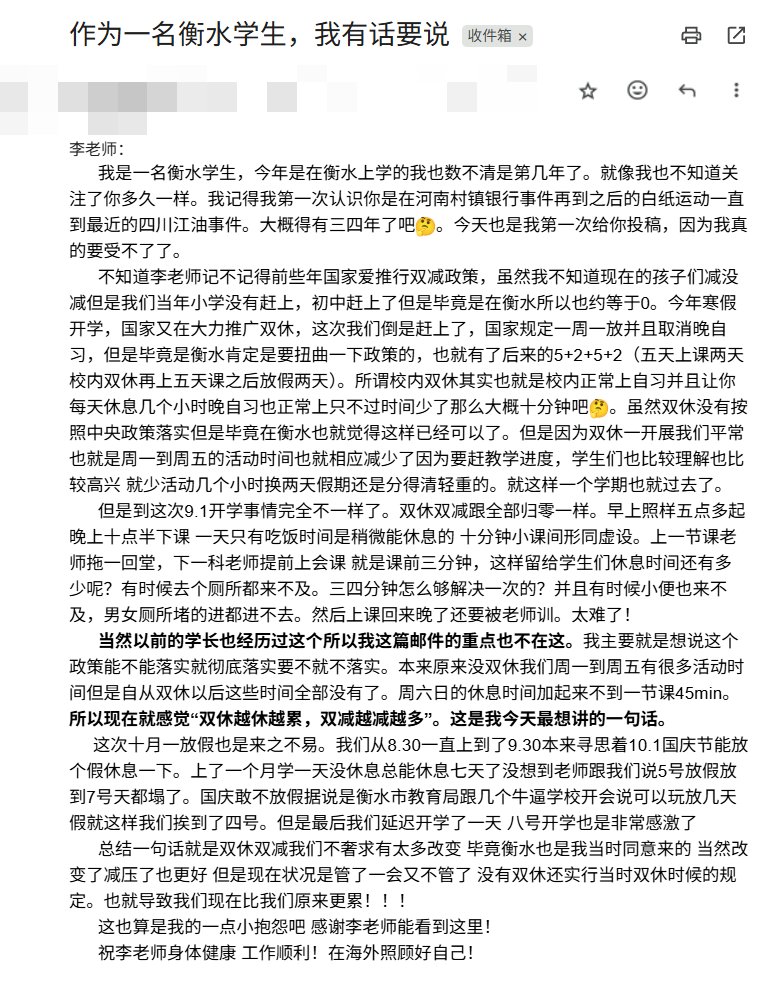 作为一名衡水学生，我有话要说 收件箱 ×
李老师：
我是一名衡水学生，今年是在衡水上学的我也数不清是第几年了。就像我也不知道关
注了你多久一样。我记得我第一次认识你是在河南村镇银行事件再到之后的白纸运动一直
到最近的四川江油事件。大概得有三四年了吧🤔。今天也是我第一次给你投稿，因为我真
的要受不了了。
不知道李老师记不记得前些年国家爱推行双减政策，虽然我不知道现在的孩子们减没
减但是我们当年小学没有赶上，初中赶上了但是毕竟是在衡水所以也约等于0。今年寒假
开学，国家又在大力推广双休，这次我们倒是赶上了，国家规定一周一放并且取消晚自
习，但是毕竟是衡水肯定是要扭曲一下政策的，也就有了后来的5+2+5+2（五天上课两天
校内双休再上五天课之后放假两天）。所谓校内双休其实也就是校内正常上自习并且让你
每天休息几个小时晚自习也正常上只不过时间少了那么大概十分钟吧🤔。虽然双休没有按
照中央政策落实但是毕竟在衡水也就觉得这样已经可以了。但是因为双休一开展我们平常
也就是周一到周五的活动时间也就相应减少了因为要赶教学进度，学生们也比较理解也比
较高兴 就少活动几个小时换两天假期还是分得清轻重的。就这样一个学期也就过去了。
但是到这次9.1开学事情完全不一样了。双休双减跟全部归零一样。早上照样五点多起
晚上十点半下课 一天只有吃饭时间是稍微能休息的 十分钟小课间形同虚设。上一节课老
师拖一回堂，下一科老师提前上会课 就是课前三分钟，这样留给学生们休息时间还有多
少呢？有时候去个厕所都来不及。三四分钟怎么够解决一次的？并且有时候小便也来不
及，男女厕所堵的进都进不去。然后上课回来晚了还要被老师训。太难了！
当然以前的学长也经历过这个所以我这篇邮件的重点也不在这。我主要就是想说这个
政策能不能落实就彻底落实要不就不落实。本来原来没双休我们周一到周五有很多活动时
间但是自从双休以后这些时间全部没有了。周六日的休息时间加起来不到一节课45min。
所以现在就感觉“双休越休越累，双减越减越多”。这是我今天最想讲的一句话。
这次十月一放假也是来之不易。我们从8.30一直上到了9.30本来寻思着10.1国庆节能放
个假休息一下。上了一个月学一天没休息总能休息七天了没想到老师跟我们说5号放假放
到7号天都塌了。国庆敢不放假据说是衡水市教育局跟几个牛逼学校开会说可以玩放几天
假就这样我们挨到了四号。但是最后我们延迟开学了一天 八号开学也是非常感激了
总结一句话就是双休双减我们不奢求有太多改变 毕竟衡水也是我当时同意来的 当然改
变了减压了也更好 但是现在状况是管了一会又不管了 没有双休还实行当时双休时候的规
定。也就导致我们现在比我们原来更累！！！
这也算是我的一点小抱怨吧 感谢李老师能看到这里！
祝李老师身体健康 工作顺利！在海外照顾好自己！